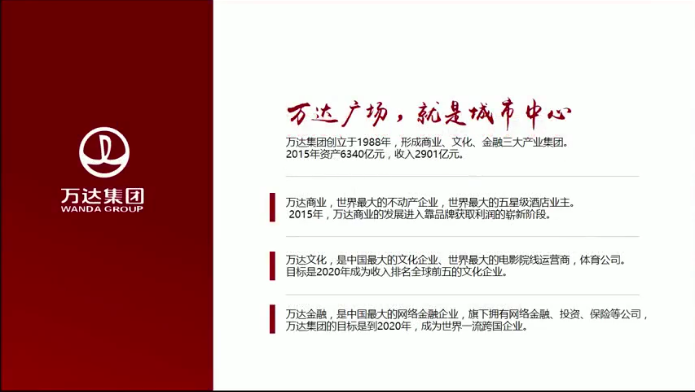 万达集团
WANDA GROUP
万达广场，就是城市中心
万达集团创立于1988年，形成商业、文化、金融三大产业集团。
2015年资产6340亿元，收入2901亿元。
万达商业，世界最大的不动产企业，世界最大的五星级酒店业主。
2015年，万达商业的发展进入靠品牌获取利润的崭新阶段。
万达文化，是中国最大的文化企业、世界最大的电影院线运营商，体育公司。
目标是2020年成为收入排名全球前五的文化企业。
万达金融，是中国最大的网络金融企业，旗下拥有网络金融、投资、保险等公司，
万达集团的目标是到2020年，成为世界一流跨国企业。